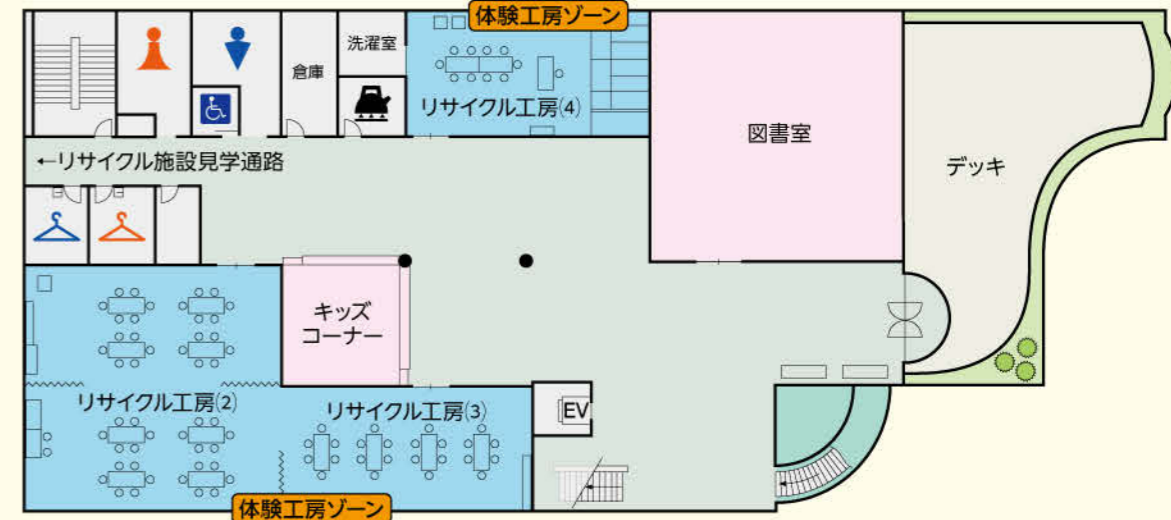 体験工房ゾーン
洗濯室
倉庫
リサイクル工房⑷
図書室
←リサイクル施設見学通路
デッキ
キッズ
コーナー
リサイクル工房⑵
リサイクル工房⑶
EV
体験工房ゾーン